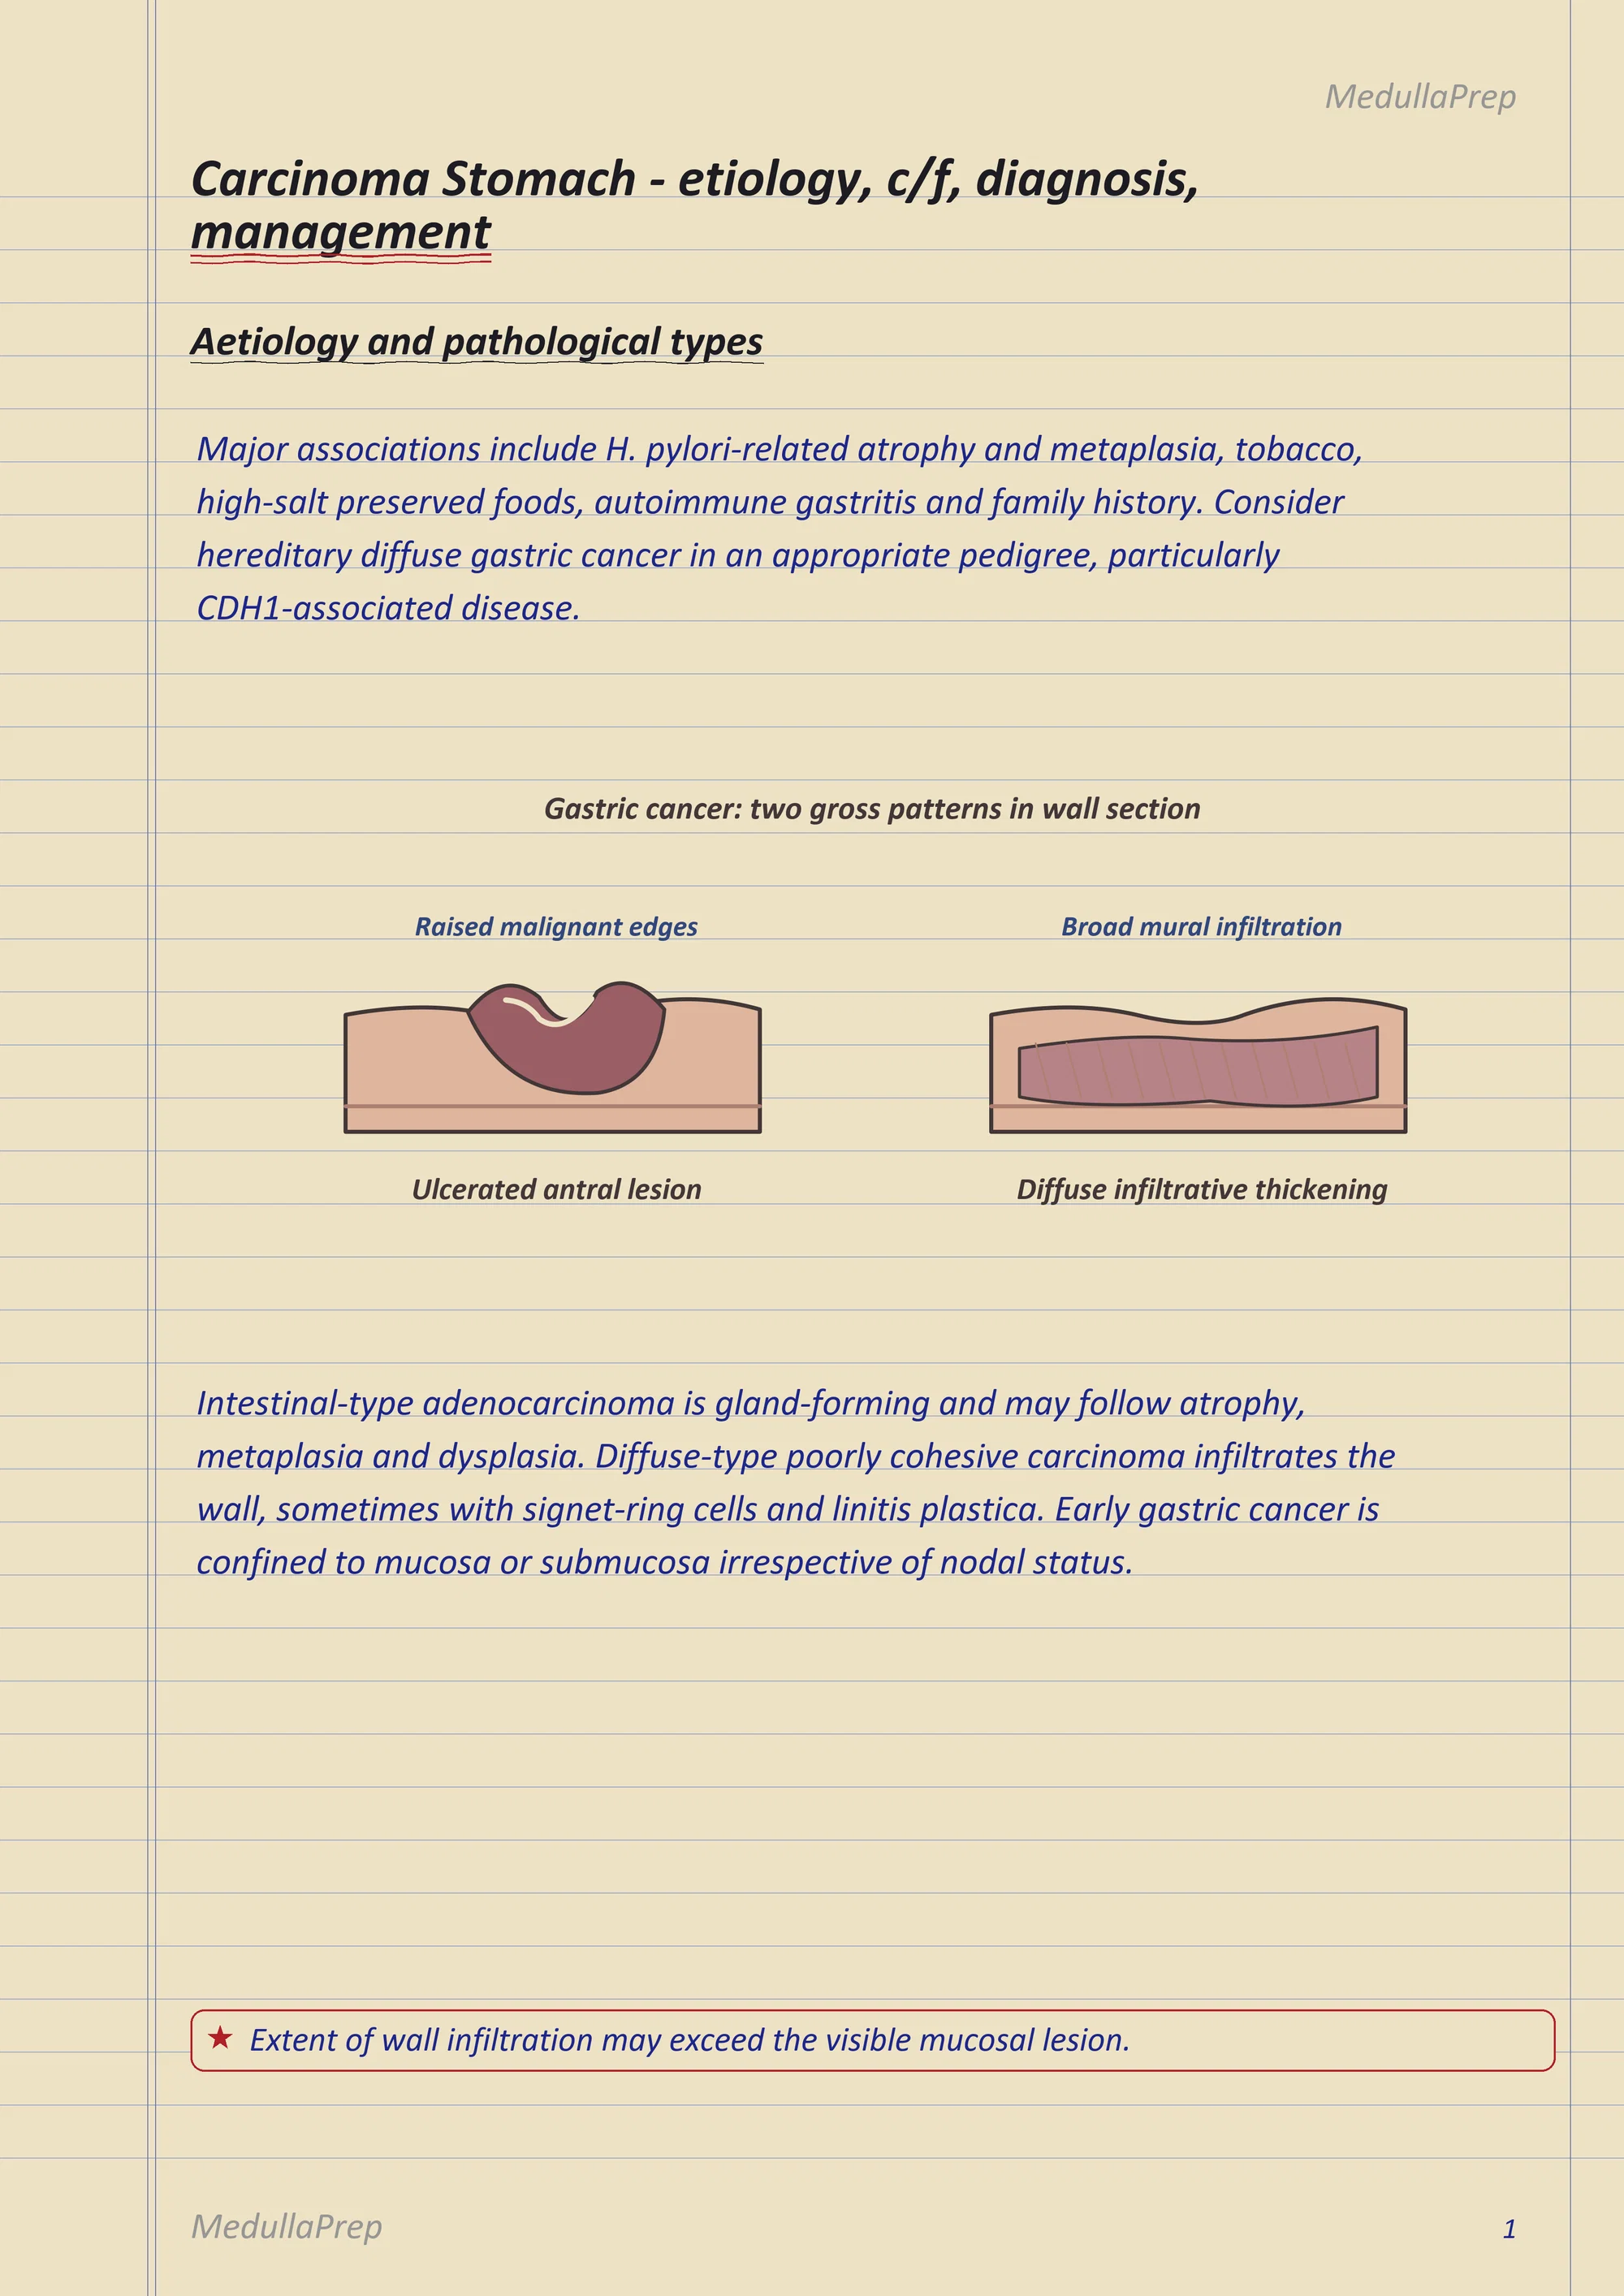 MedullaPrep
Carcinoma Stomach - etiology, c/f, diagnosis,
management
Aetiology and pathological types
Major associations include H. pylori-related atrophy and metaplasia, tobacco,
high-salt preserved foods, autoimmune gastritis and family history. Consider
hereditary diffuse gastric cancer in an appropriate pedigree, particularly
CDH1-associated disease.
Gastric cancer: two gross patterns in wall section
Raised malignant edges
Broad mural infiltration
Ulcerated antral lesion
Diffuse infiltrative thickening
Intestinal-type adenocarcinoma is gland-forming and may follow atrophy,
metaplasia and dysplasia. Diffuse-type poorly cohesive carcinoma infiltrates the
wall, sometimes with signet-ring cells and linitis plastica. Early gastric cancer is
confined to mucosa or submucosa irrespective of nodal status.
★ Extent of wall infiltration may exceed the visible mucosal lesion.
MedullaPrep
1